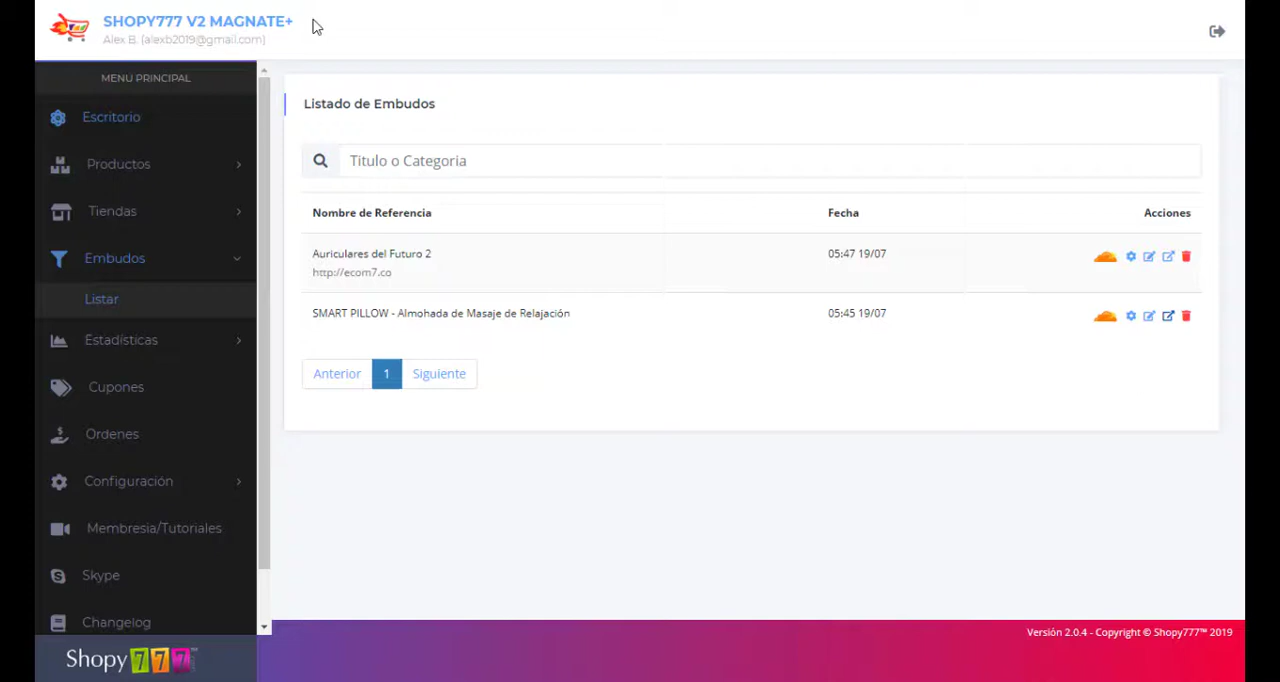 SHOPY777 V2 MAGNATE+
Alex B. (alexb2019@gmail.com)
MENU PRINCIPAL
Escritorio
Productos
Tiendas
Embudos
Listar
Estadísticas
Cupones
Ordenes
Configuración
Membresia/Tutoriales
Skype
Changelog
Shopy777™
Listado de Embudos
Titulo o Categoria
Nombre de Referencia Fecha Acciones
Auriculares del Futuro 2 05:47 19/07
http://ecom7.co
SMART PILLOW - Almohada de Masaje de Relajación 05:45 19/07
Anterior 1 Siguiente
Versión 2.0.4 - Copyright © Shopy777™ 2019